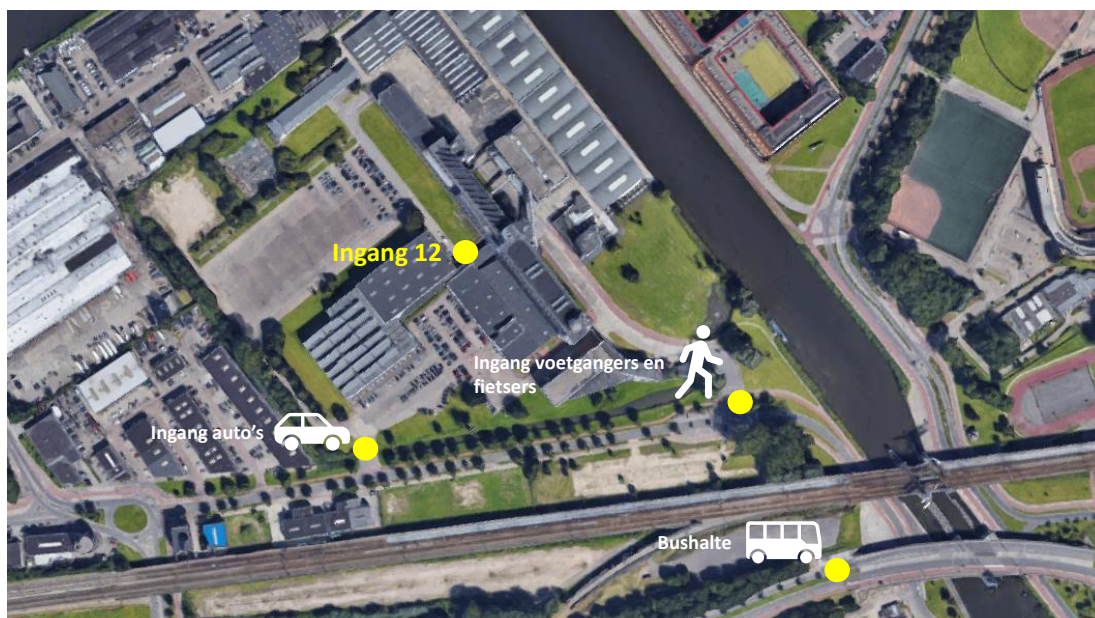 Ingang 12
Ingang voetgangers en
fietsers
Ingang auto's
Bushalte